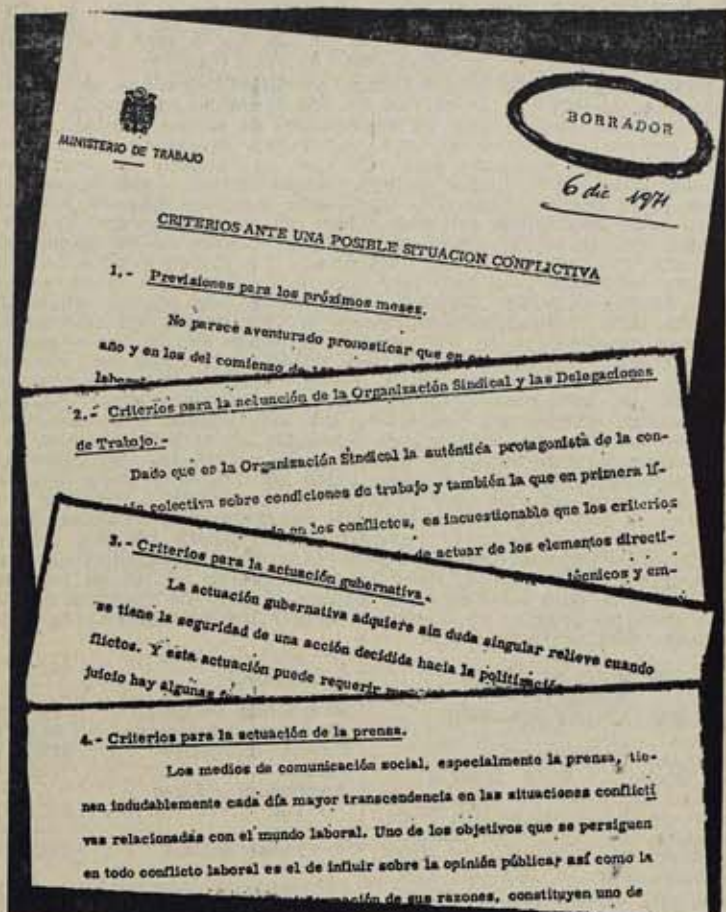 MINISTERIO DE TRABAJO
BORRADOR
6 dic 1971
CRITERIOS ANTE UNA POSIBLE SITUACION CONFLICTIVA
1.- Previsiones para los próximos meses.
No parece aventurado pronosticar que en
año y en los del comienzo de
2.- Criterios para la actuación de la Organización Sindical y las Delegaciones
de Trabajo.-
Dado que es la Organización Sindical la auténtica protagonista de la con-
colectiva sobre condiciones de trabajo y también la que en primera lí-
en los conflictos, es incuestionable que los criterios
de actuar de los elementos directi-
técnicos y em-
3.- Criterios para la actuación gubernativa.
La actuación gubernativa adquiere sin duda singular relieve cuando
se tiene la seguridad de una acción decidida hacia la politización
flictos. Y esta actuación puede requerir
juicio hay algunas
4.- Criterios para la actuación de la prensa.
Los medios de comunicación social, especialmente la prensa, tie-
nen indudablemente cada día mayor transcendencia en las situaciones conflicti
vas relacionadas con el mundo laboral. Uno de los objetivos que se persiguen
en todo conflicto laboral es el de influir sobre la opinión pública, así como la
de sus razones, constituyen uno de